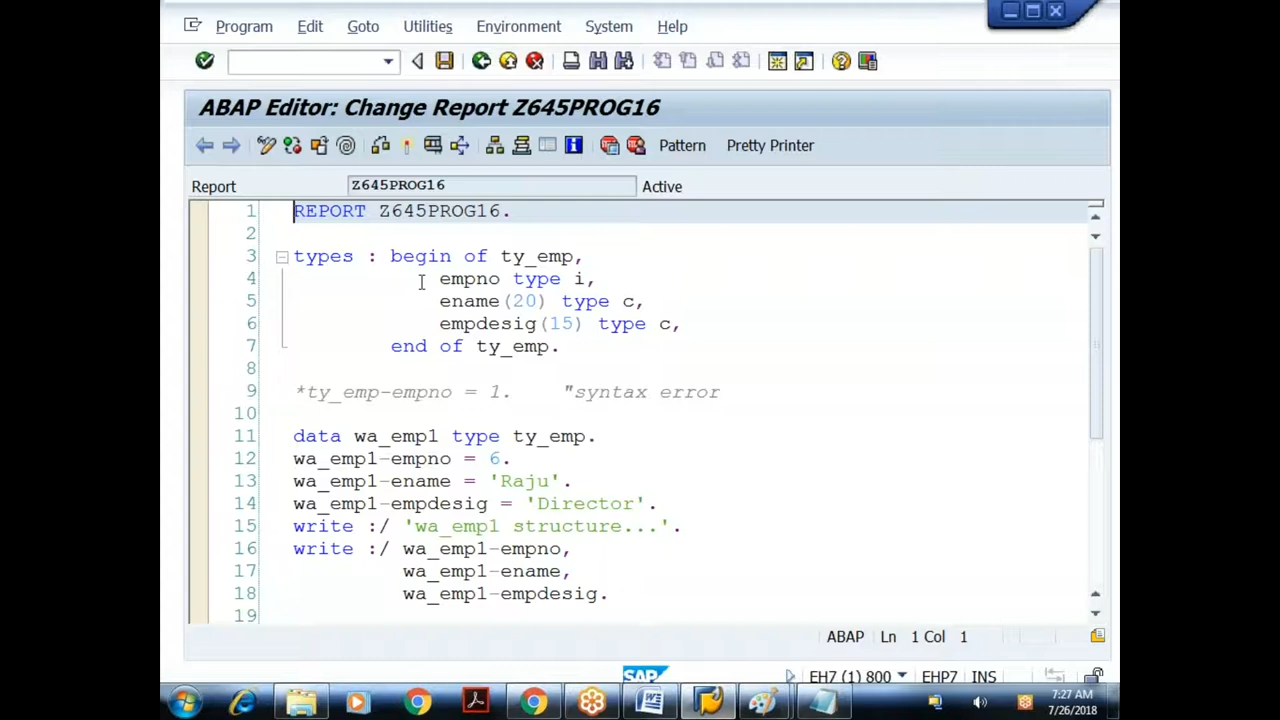 Program Edit Goto Utilities Environment System Help
ABAP Editor: Change Report Z645PROG16
Pattern Pretty Printer
Report Z645PROG16 Active
1 REPORT Z645PROG16.
2
3 types : begin of ty_emp,
4 empno type i,
5 ename(20) type c,
6 empdesig(15) type c,
7 end of ty_emp.
8
9 *ty_emp-empno = 1. "syntax error
10
11 data wa_emp1 type ty_emp.
12 wa_emp1-empno = 6.
13 wa_emp1-ename = 'Raju'.
14 wa_emp1-empdesig = 'Director'.
15 write :/ 'wa_emp1 structure...'.
16 write :/ wa_emp1-empno,
17 wa_emp1-ename,
18 wa_emp1-empdesig.
19
ABAP Ln 1 Col 1
SAP EH7 (1) 800 EHP7 INS
7:27 AM
7/26/2018